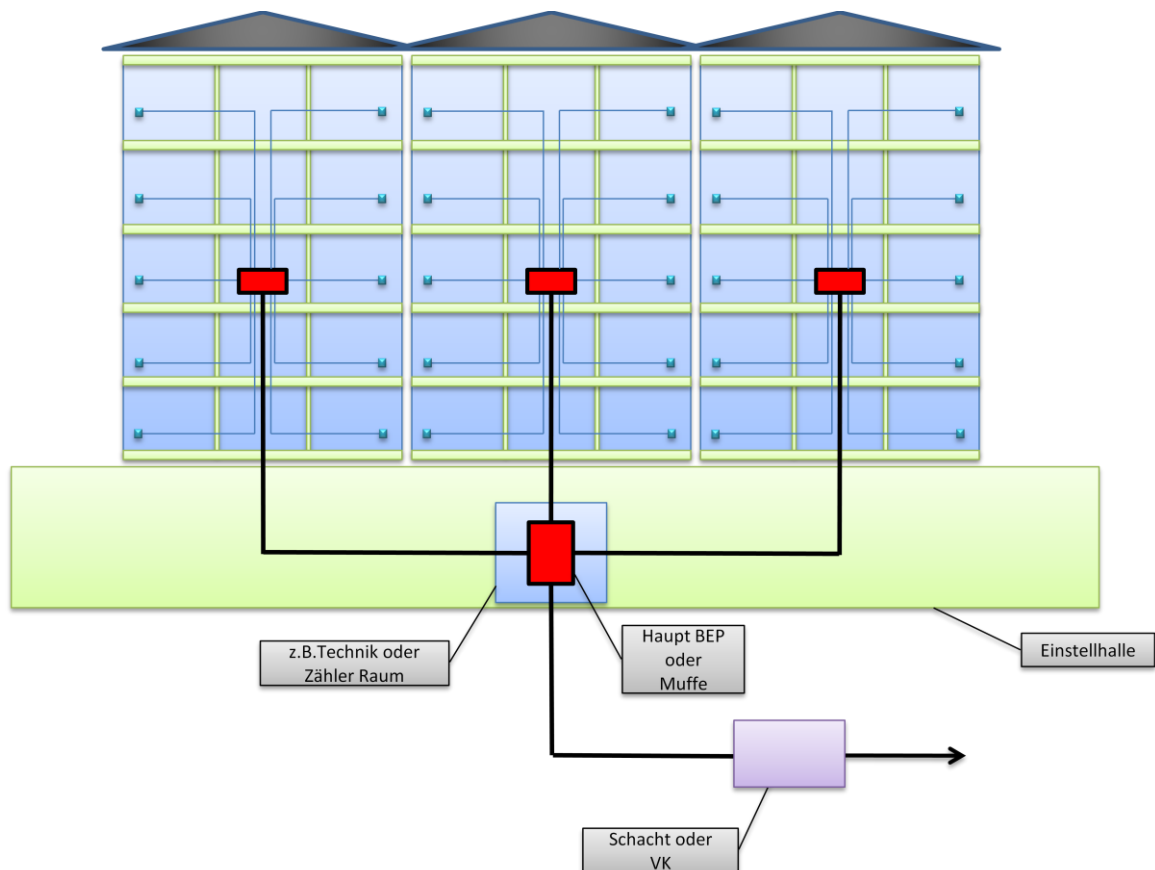 z.B.Technik oder
Zähler Raum
Haupt BEP
oder
Muffe
Einstellhalle
Schacht oder
VK